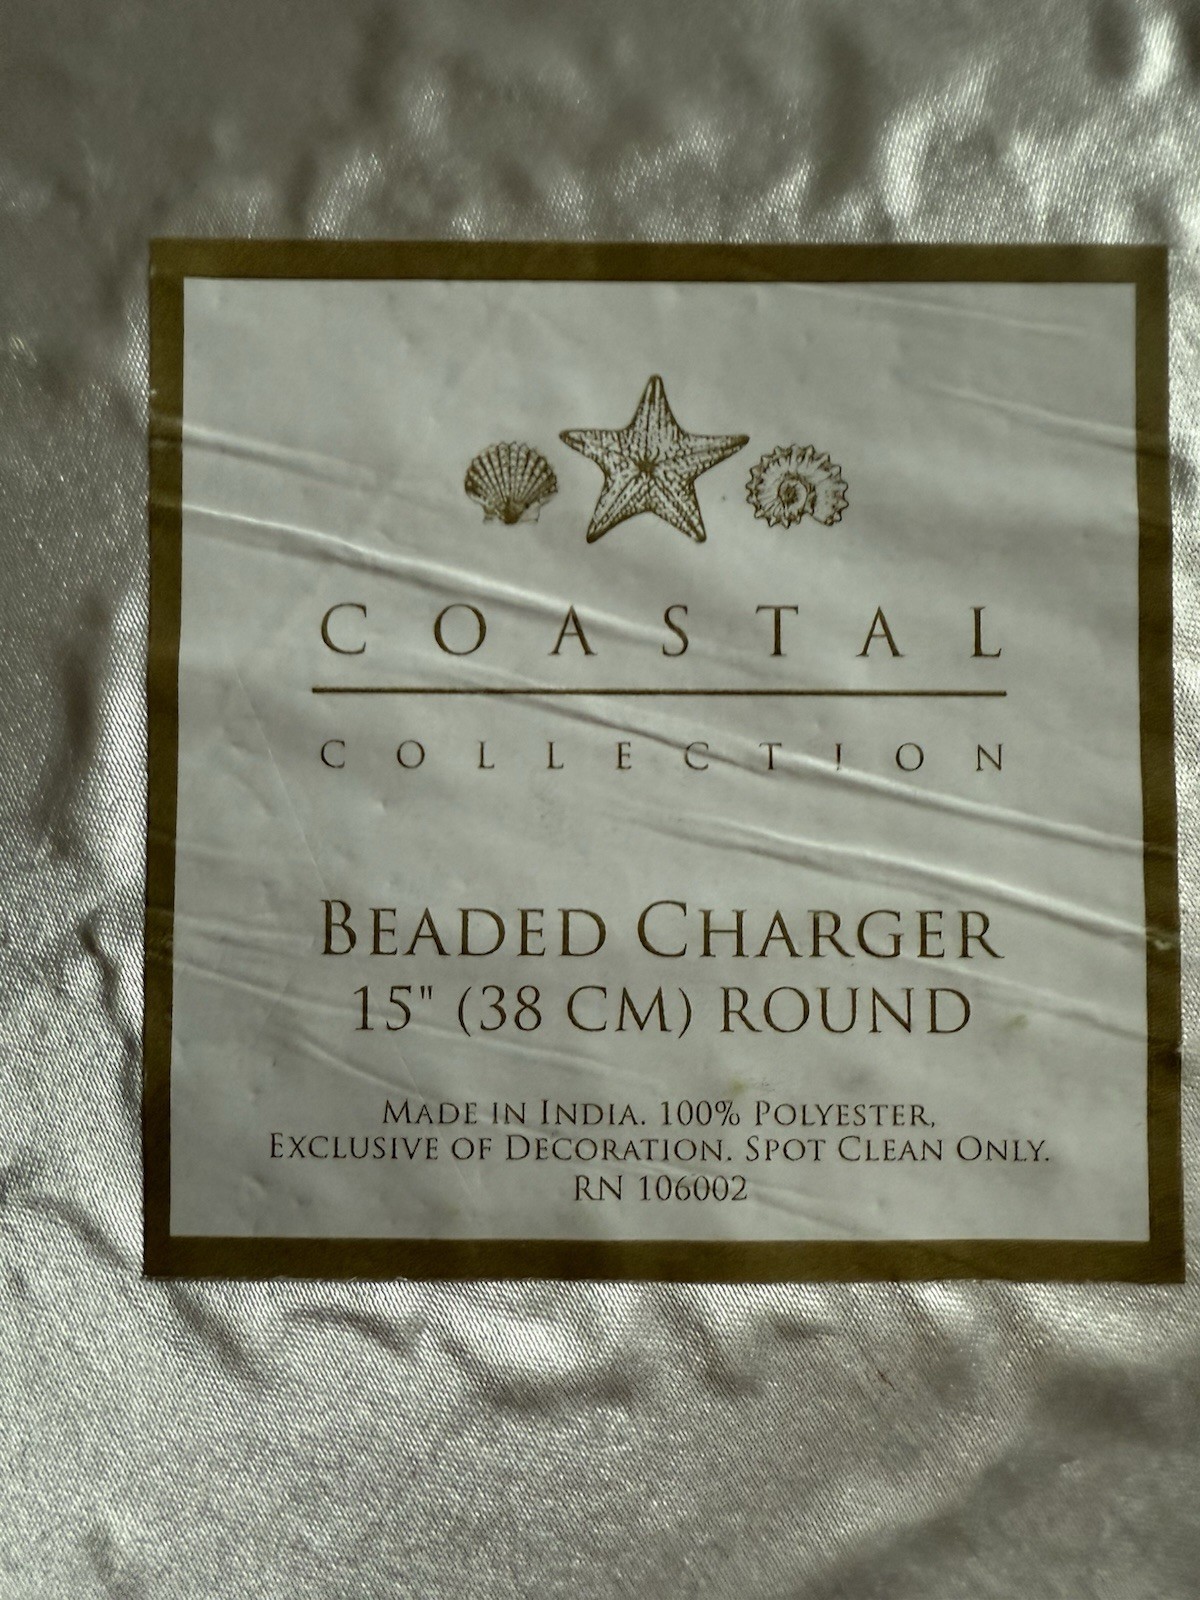 COASTAL
COLLECTION
BEADED CHARGER
15" (38 CM) ROUND
MADE IN INDIA. 100% POLYESTER,
EXCLUSIVE OF DECORATION. SPOT CLEAN ONLY.
RN 106002